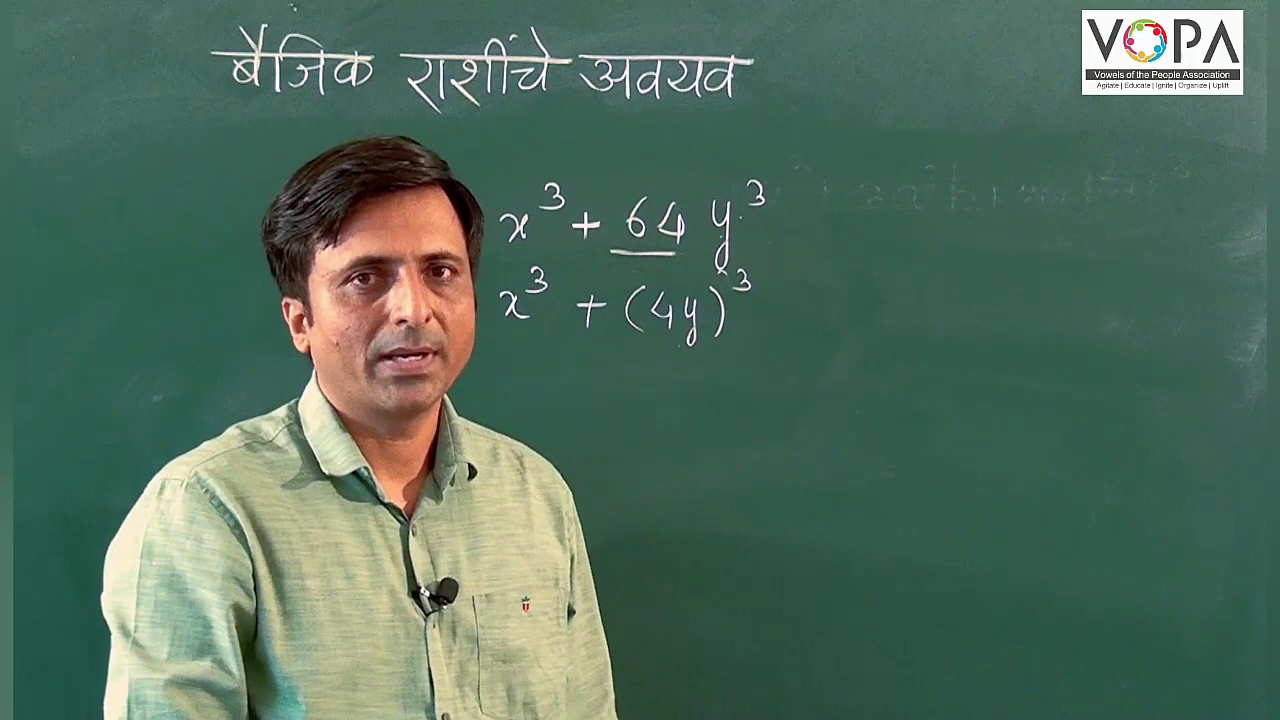 बैजिक राशींचे अवयव
VOPA
Vowels of the People Association
Agitate | Educate | Ignite | Organize | Uplift
x³ + 64 y³
x³ + (4y)³